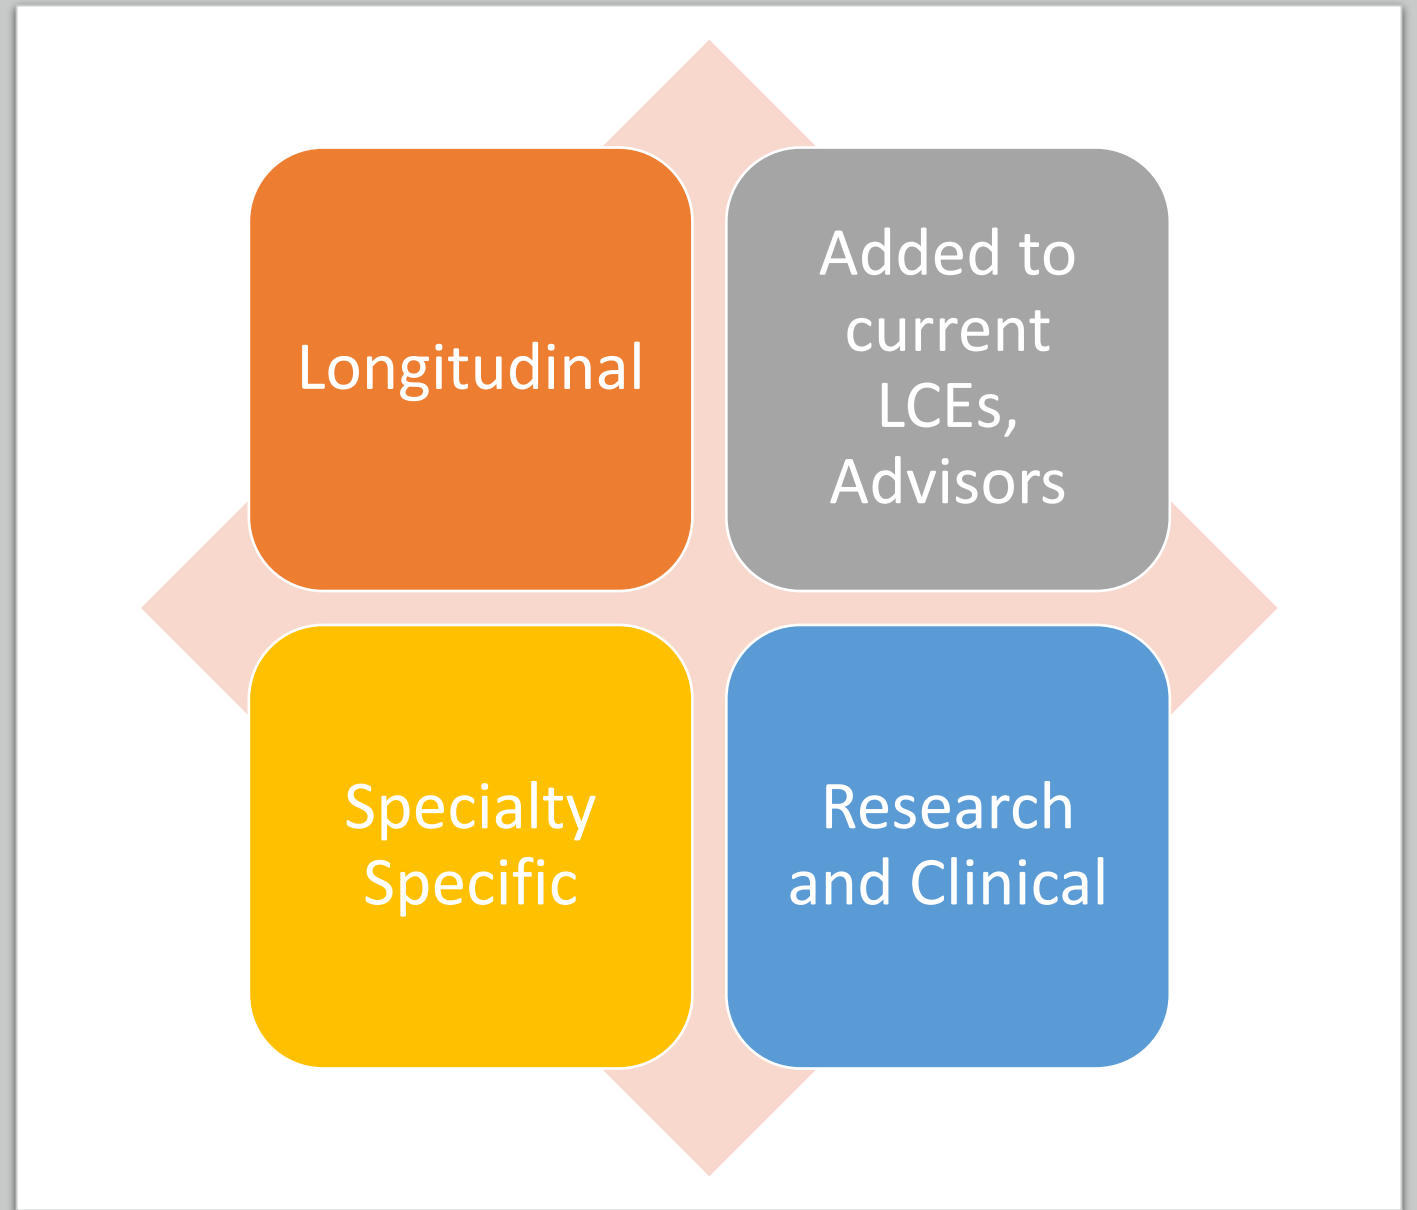 Longitudinal
Added to
current
LCEs,
Advisors
Specialty
Specific
Research
and Clinical